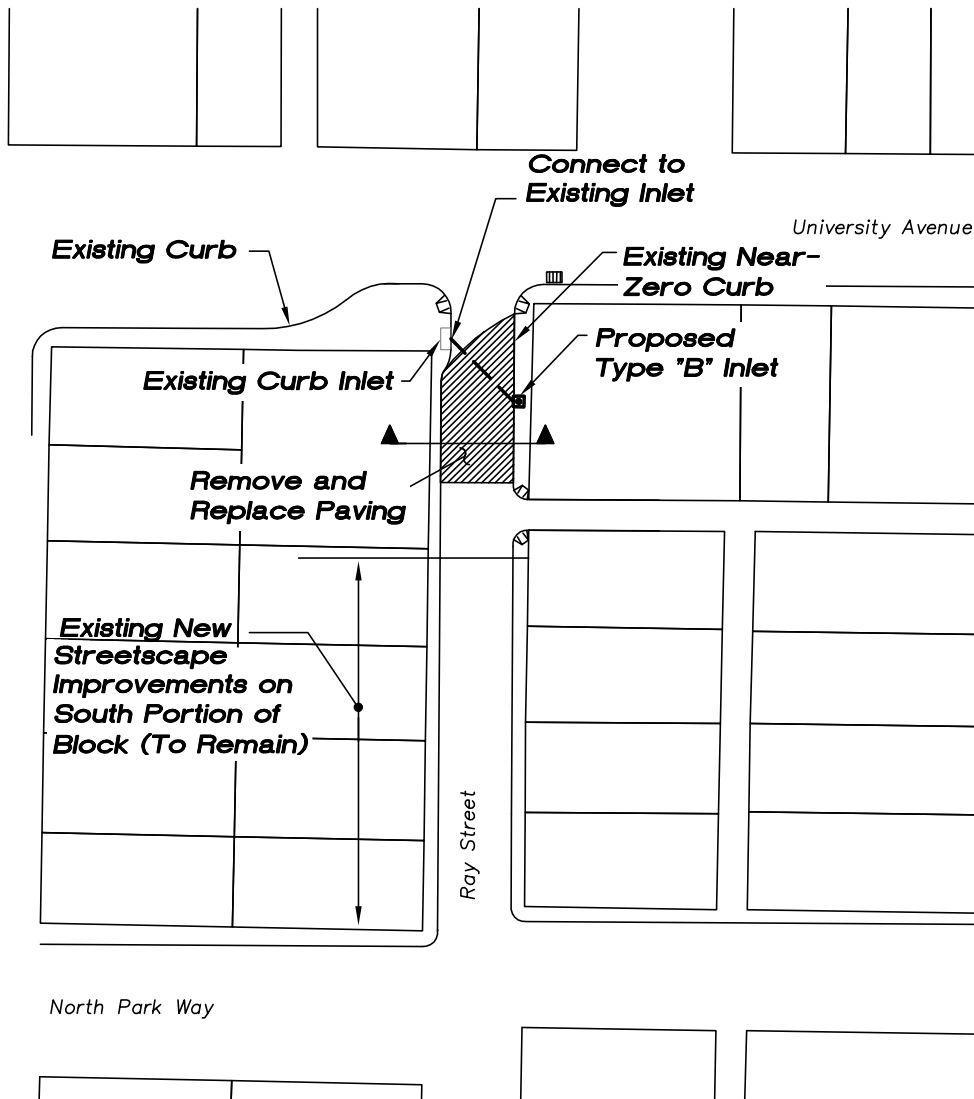 Connect to
Existing Inlet
University Avenue
Existing Curb
Existing Near-
Zero Curb
Proposed
Type "B" Inlet
Existing Curb Inlet
Remove and
Replace Paving
Existing New
Streetscape
Improvements on
South Portion of
Block (To Remain)
Ray Street
North Park Way